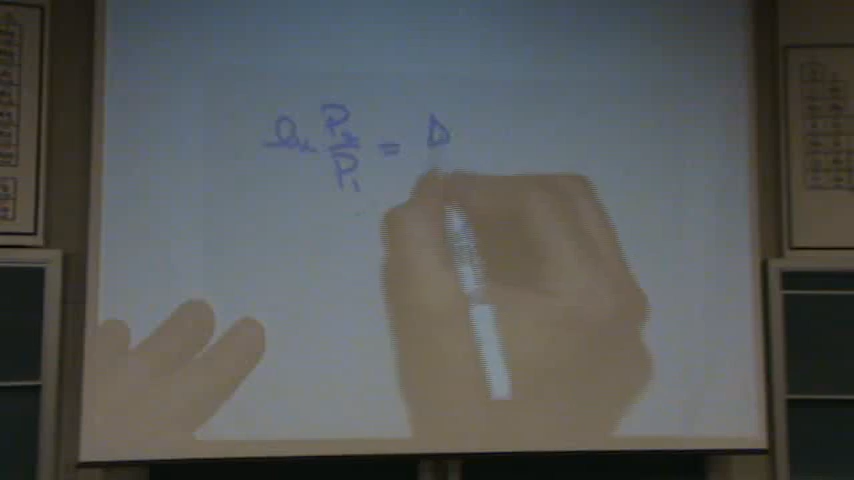 ln P₂/P₁ = Δ